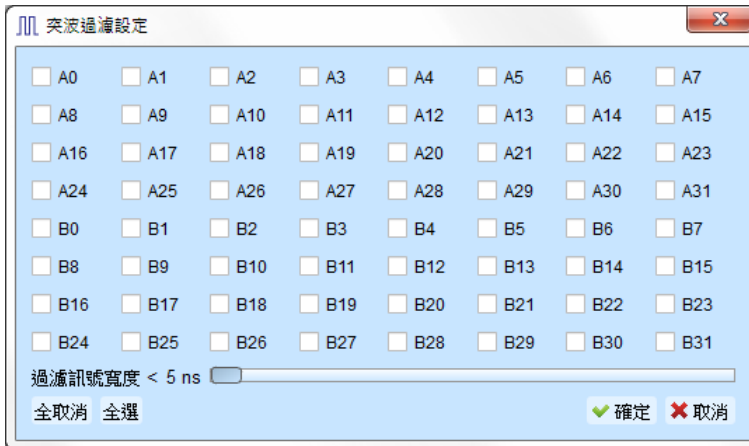 突波過濾設定
A0 A1 A2 A3 A4 A5 A6 A7
A8 A9 A10 A11 A12 A13 A14 A15
A16 A17 A18 A19 A20 A21 A22 A23
A24 A25 A26 A27 A28 A29 A30 A31
B0 B1 B2 B3 B4 B5 B6 B7
B8 B9 B10 B11 B12 B13 B14 B15
B16 B17 B18 B19 B20 B21 B22 B23
B24 B25 B26 B27 B28 B29 B30 B31
過濾訊號寬度 < 5 ns
全取消 全選 確定 取消